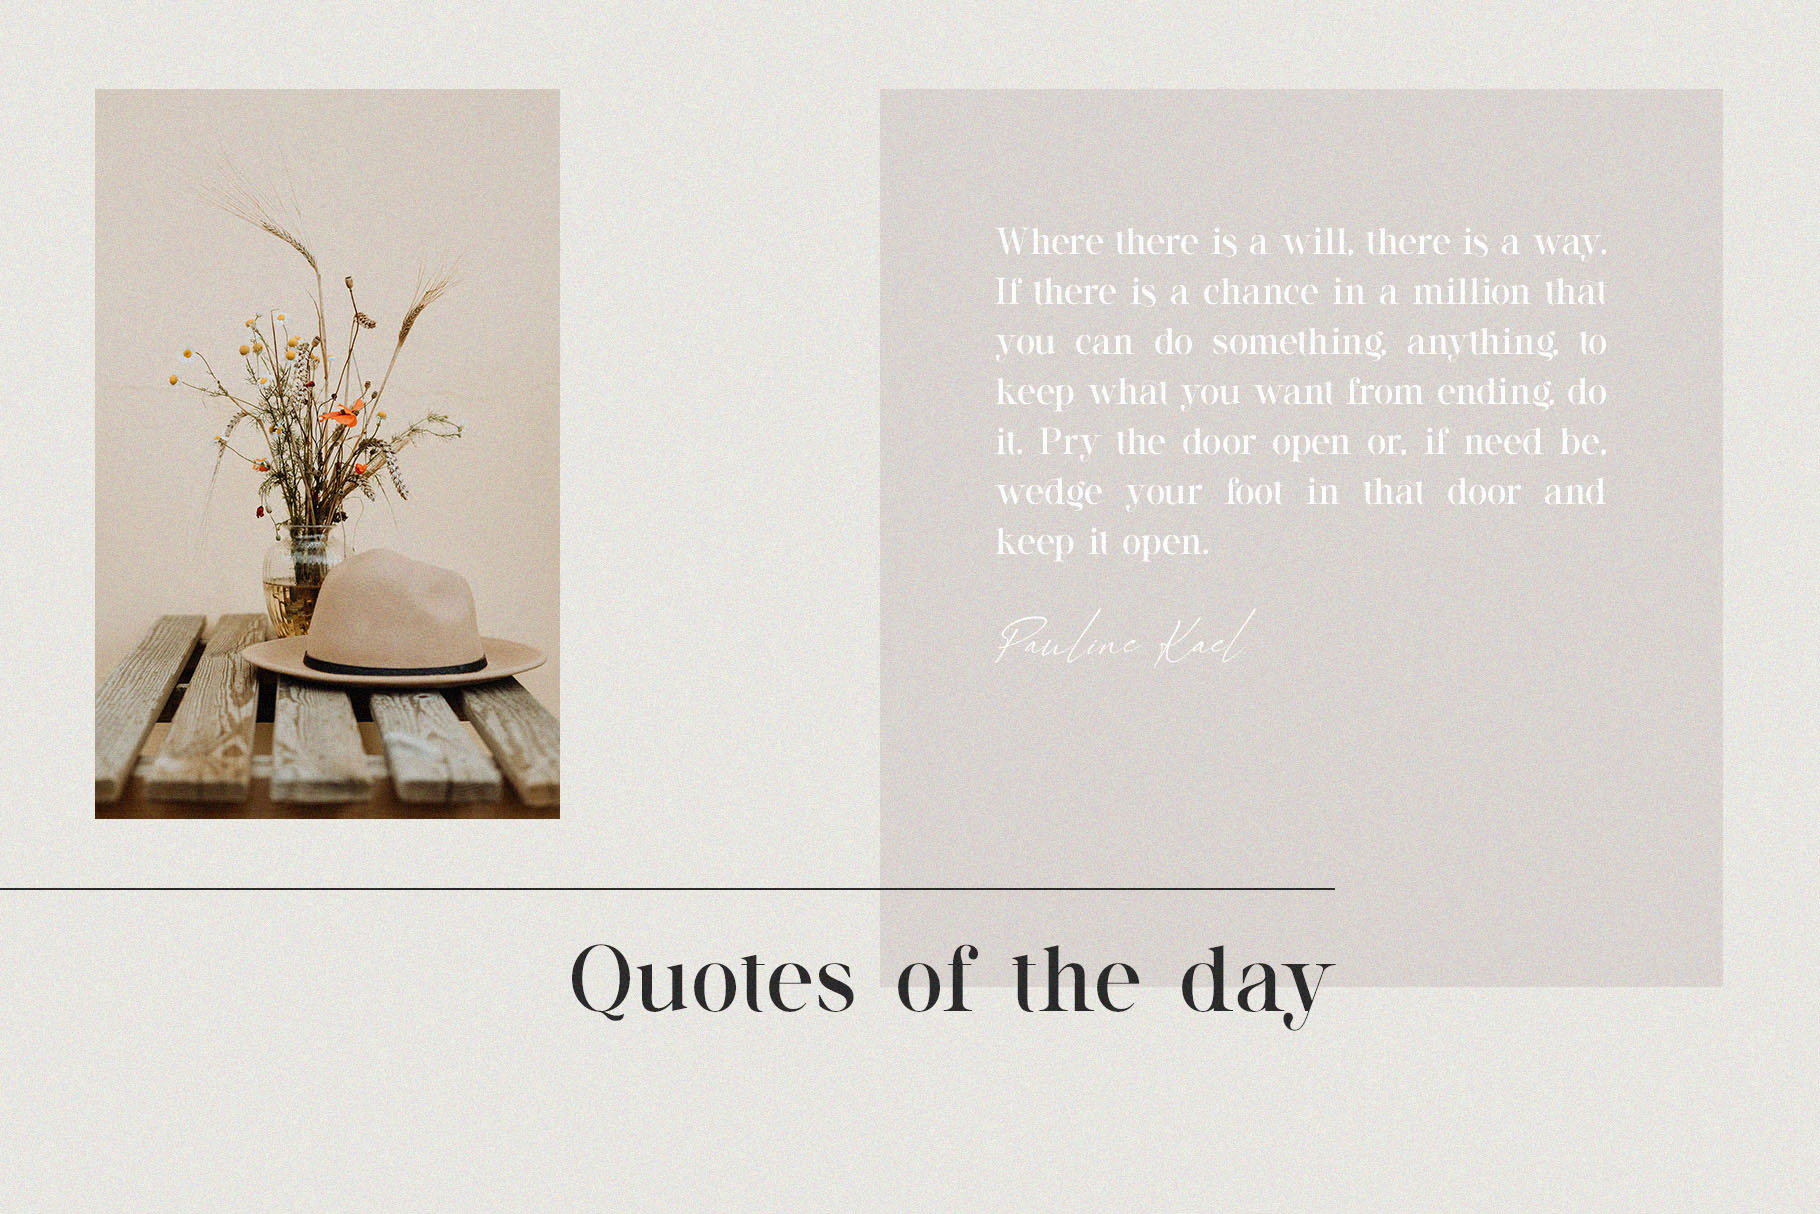 Where there is a will, there is a way.
If there is a chance in a million that
you can do something, anything, to
keep what you want from ending, do
it. Pry the door open or, if need be,
wedge your foot in that door and
keep it open.
Pauline Kael
Quotes of the day